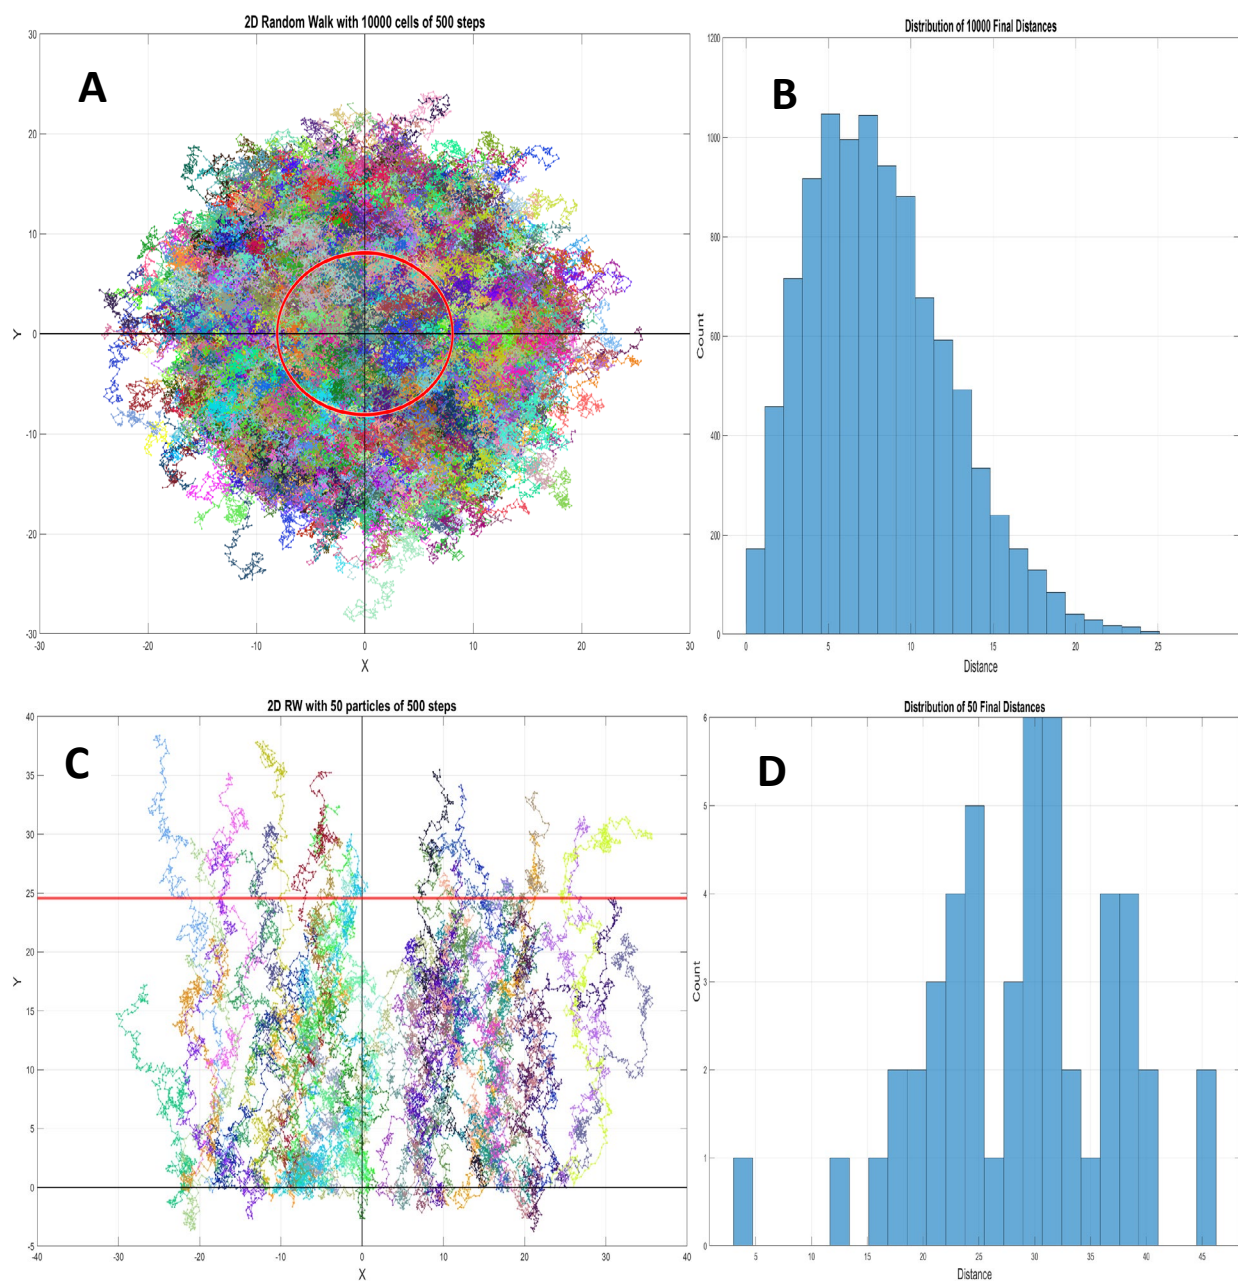 2D Random Walk with 10000 cells of 500 steps
A
30
20
10
0
-10
-20
-30
Y
-30 -20 -10 0 10 20 30
X
Distribution of 10000 Final Distances
B
1200
1000
800
600
400
200
0
Count
0 5 10 15 20 25
Distance
2D RW with 50 particles of 500 steps
C
40
35
30
25
20
15
10
5
0
-5
Y
-40 -30 -20 -10 0 10 20 30 40
X
Distribution of 50 Final Distances
D
6
5
4
3
2
1
0
Count
5 10 15 20 25 30 35 40 45
Distance